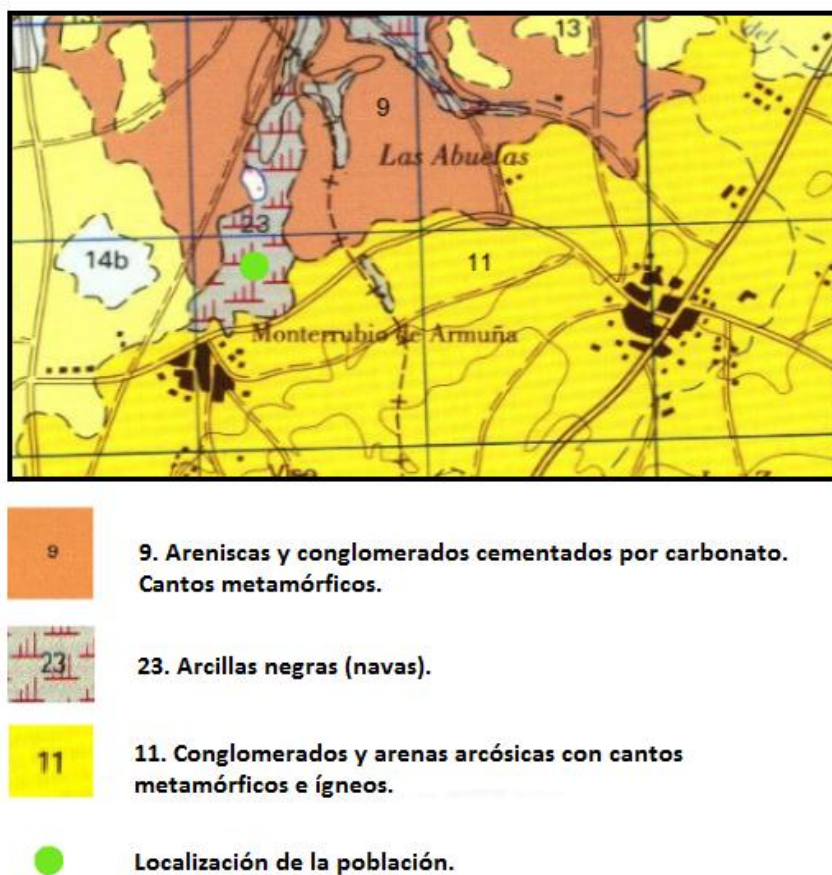 13
del
9
Las Abuelas
23
14b
11
Monterrubio de Armuña
9
9. Areniscas y conglomerados cementados por carbonato.
Cantos metamórficos.
23
23. Arcillas negras (navas).
11
11. Conglomerados y arenas arcósicas con cantos
metamórficos e ígneos.
Localización de la población.